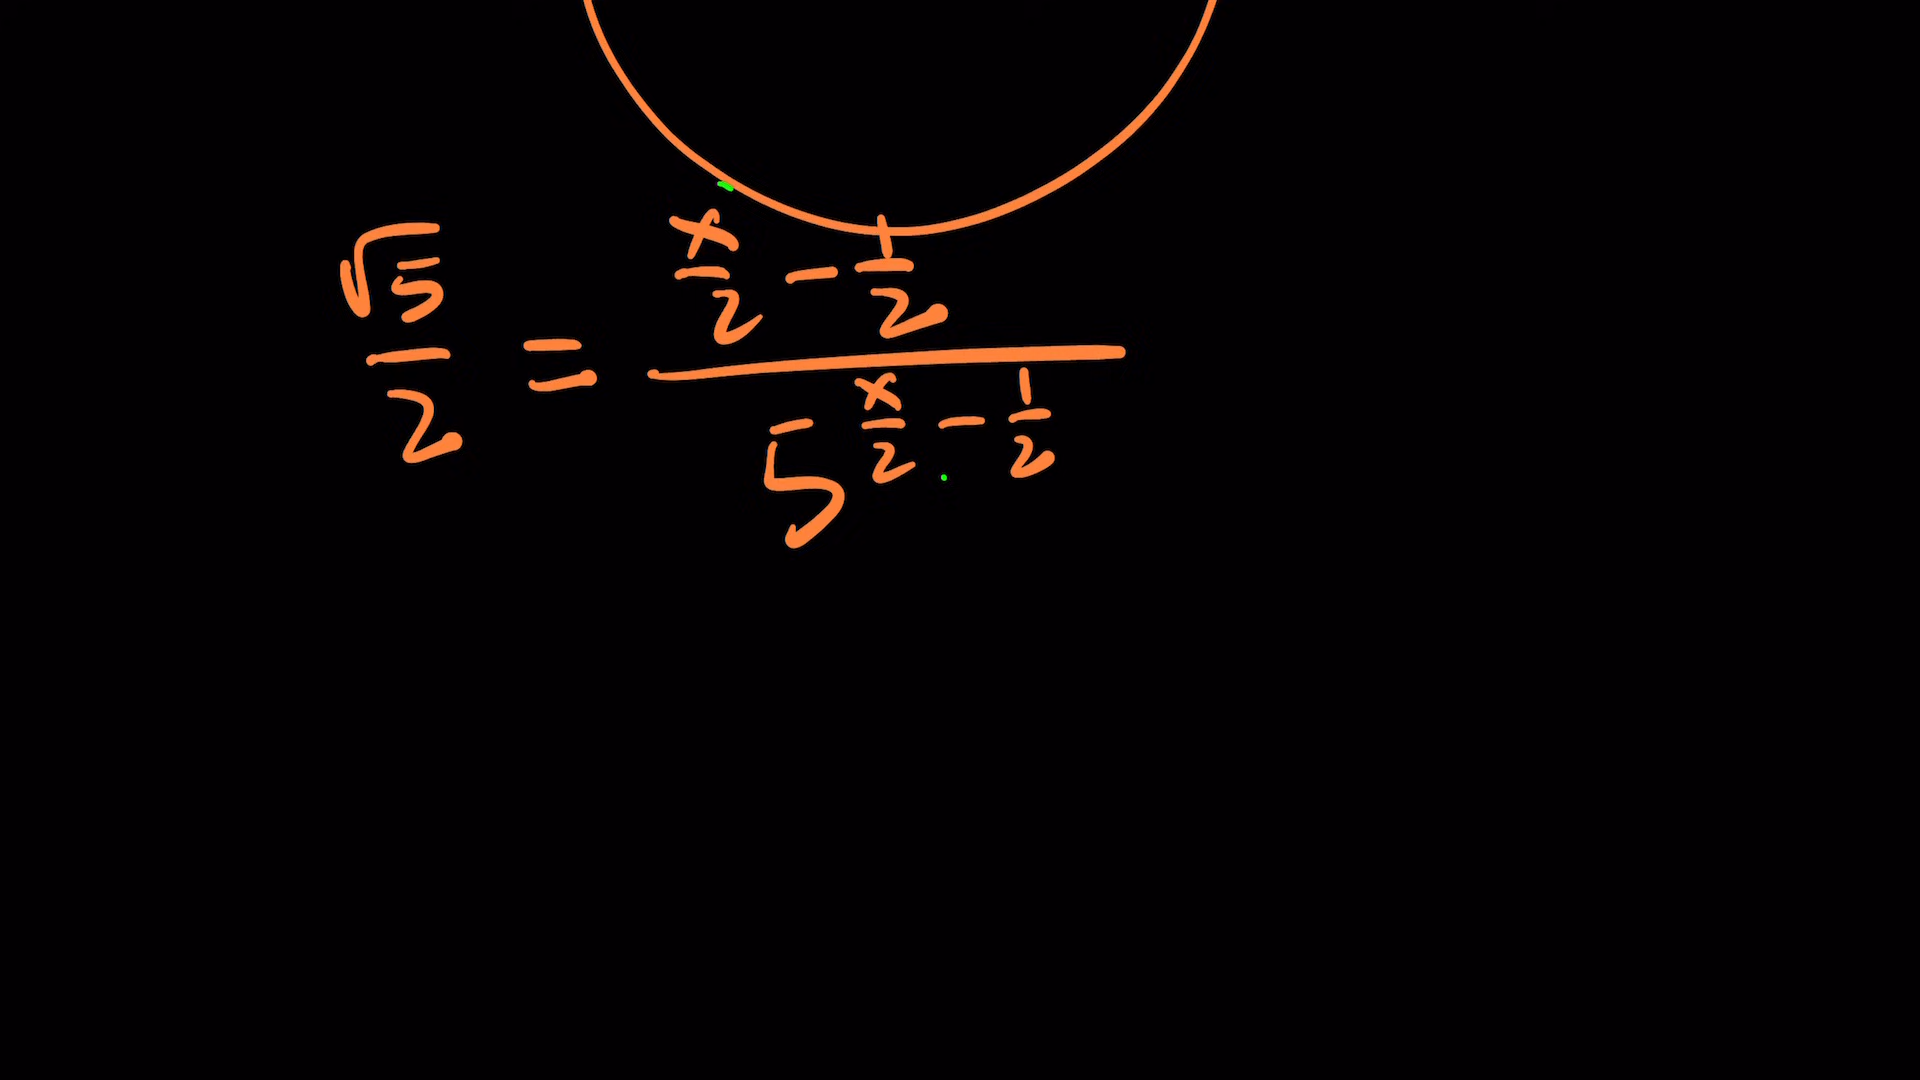 √5/2 = (x/2 - 1/2)/(5^(x/2 - 1/2))